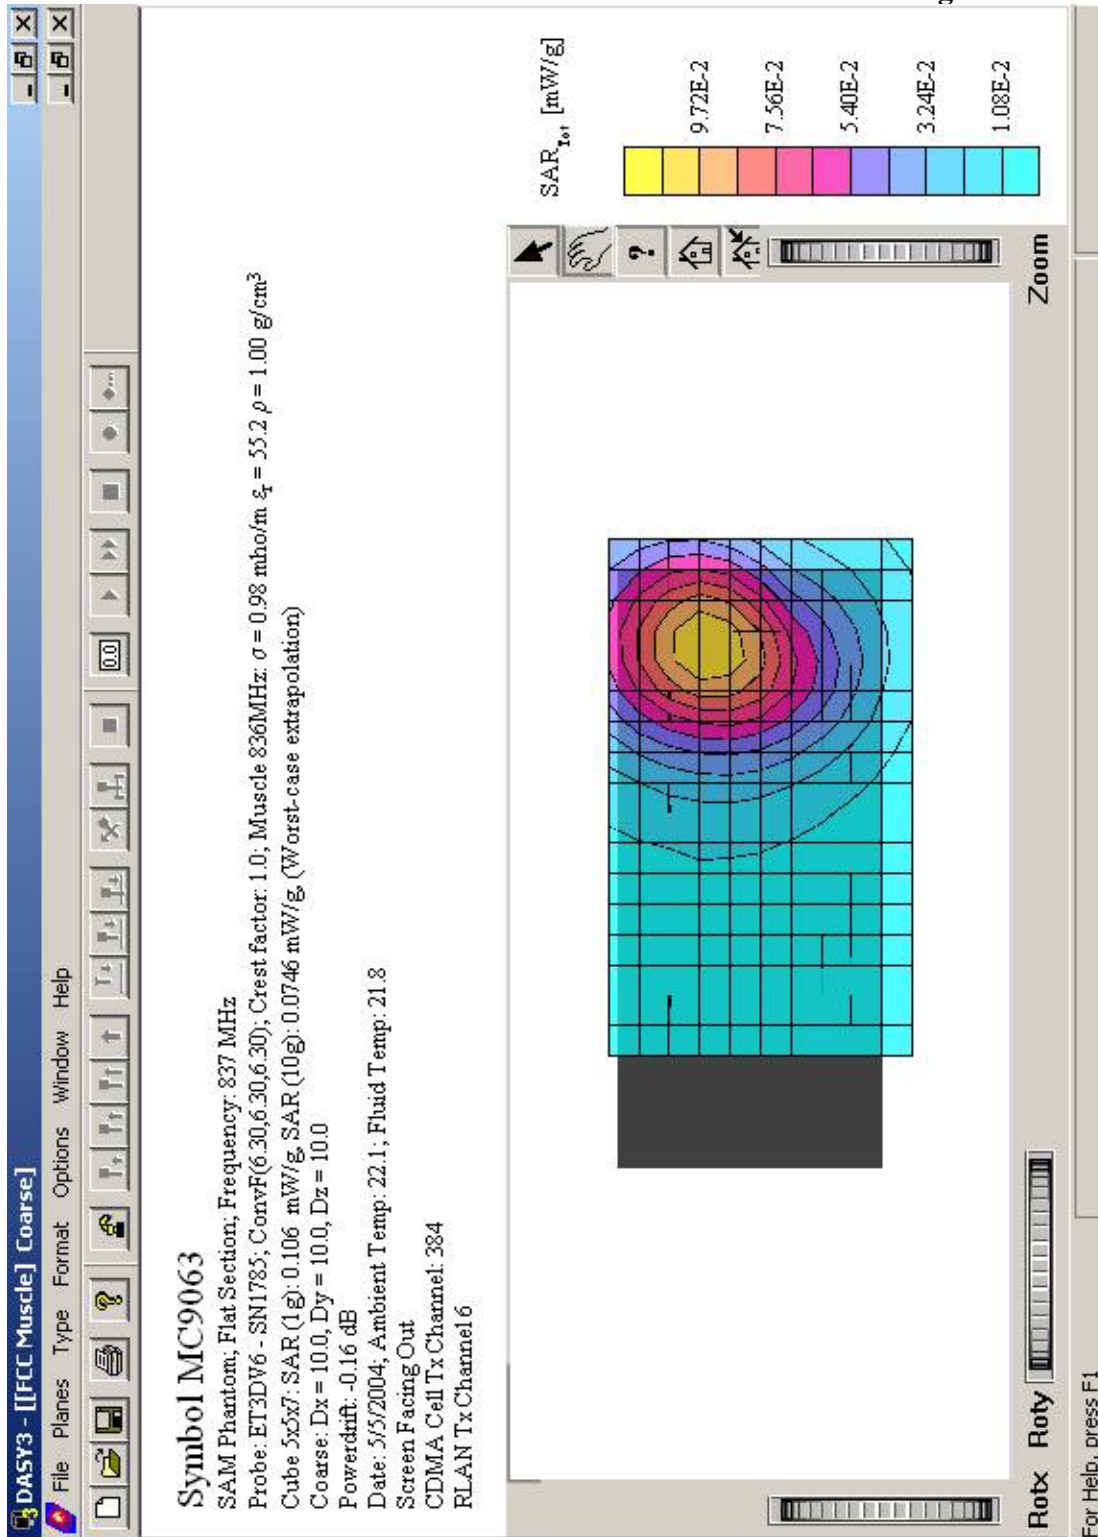 DASY3 - [[FCC Muscle] Coarse]
File Planes Type Format Options Window Help
0.0
Symbol MC9063
SAM Phantom; Flat Section; Frequency: 837 MHz
Probe: ET3DV6 - SN1785; ConvF(6.30,6.30,6.30); Crest factor: 1.0; Muscle 836MHz: σ = 0.98 mho/m εr = 55.2 ρ = 1.00 g/cm³
Cube 5x5x7: SAR (1g): 0.106 mW/g, SAR (10g): 0.0746 mW/g, (Worst-case extrapolation)
Coarse: Dx = 10.0, Dy = 10.0, Dz = 10.0
Powerdrift: -0.16 dB
Date: 5/5/2004; Ambient Temp: 22.1; Fluid Temp: 21.8
Screen Facing Out
CDMA Cell Tx Channel: 384
RLAN Tx Channel 6
SARTot [mW/g]
9.72E-2
7.56E-2
5.40E-2
3.24E-2
1.08E-2
Rotx Roty Zoom
For Help, press F1